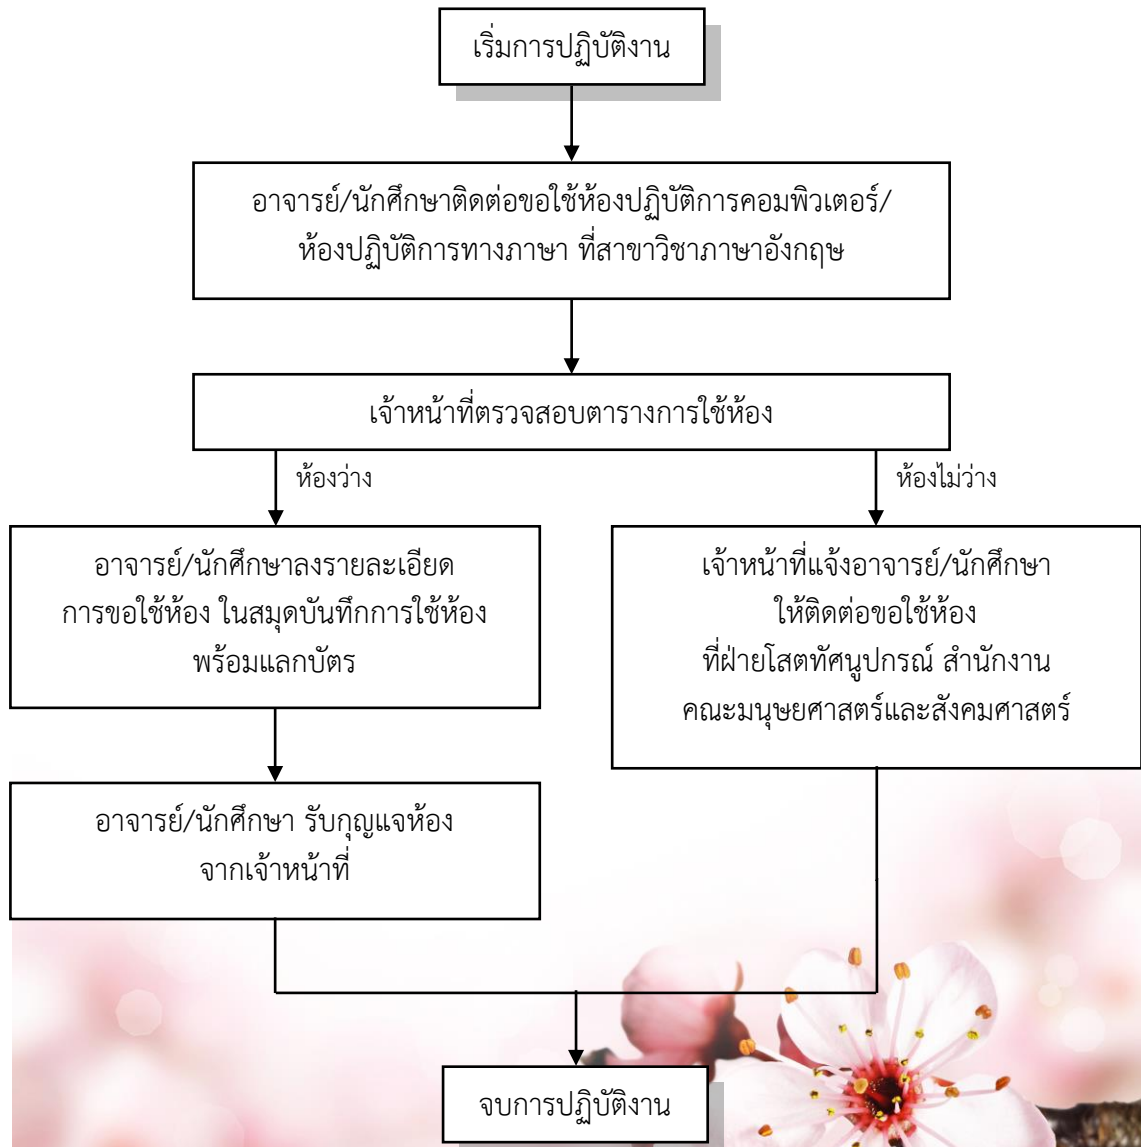 เริ่มการปฏิบัติงาน
อาจารย์/นักศึกษาติดต่อขอใช้ห้องปฏิบัติการคอมพิวเตอร์/
ห้องปฏิบัติการทางภาษา ที่สาขาวิชาภาษาอังกฤษ
เจ้าหน้าที่ตรวจสอบตารางการใช้ห้อง
ห้องว่าง
ห้องไม่ว่าง
อาจารย์/นักศึกษาลงรายละเอียด
การขอใช้ห้อง ในสมุดบันทึกการใช้ห้อง
พร้อมแลกบัตร
เจ้าหน้าที่แจ้งอาจารย์/นักศึกษา
ให้ติดต่อขอใช้ห้อง
ที่ฝ่ายโสตทัศนูปกรณ์ สำนักงาน
คณะมนุษยศาสตร์และสังคมศาสตร์
อาจารย์/นักศึกษา รับกุญแจห้อง
จากเจ้าหน้าที่
จบการปฏิบัติงาน